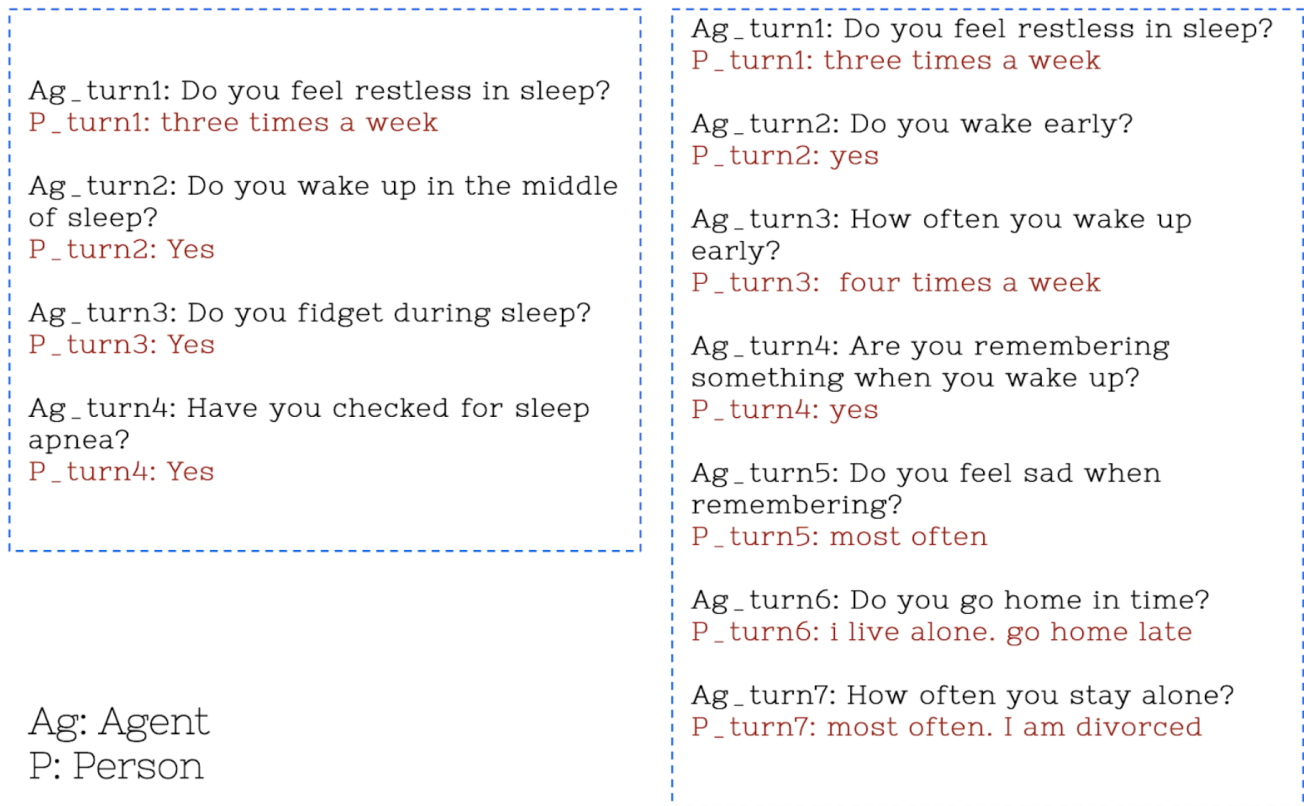 Ag_turn1: Do you feel restless in sleep?
P_turn1: three times a week
Ag_turn2: Do you wake up in the middle
of sleep?
P_turn2: Yes
Ag_turn3: Do you fidget during sleep?
P_turn3: Yes
Ag_turn4: Have you checked for sleep
apnea?
P_turn4: Yes
Ag: Agent
P: Person
Ag_turn1: Do you feel restless in sleep?
P_turn1: three times a week
Ag_turn2: Do you wake early?
P_turn2: yes
Ag_turn3: How often you wake up
early?
P_turn3:  four times a week
Ag_turn4: Are you remembering
something when you wake up?
P_turn4: yes
Ag_turn5: Do you feel sad when
remembering?
P_turn5: most often
Ag_turn6: Do you go home in time?
P_turn6: i live alone. go home late
Ag_turn7: How often you stay alone?
P_turn7: most often. I am divorced